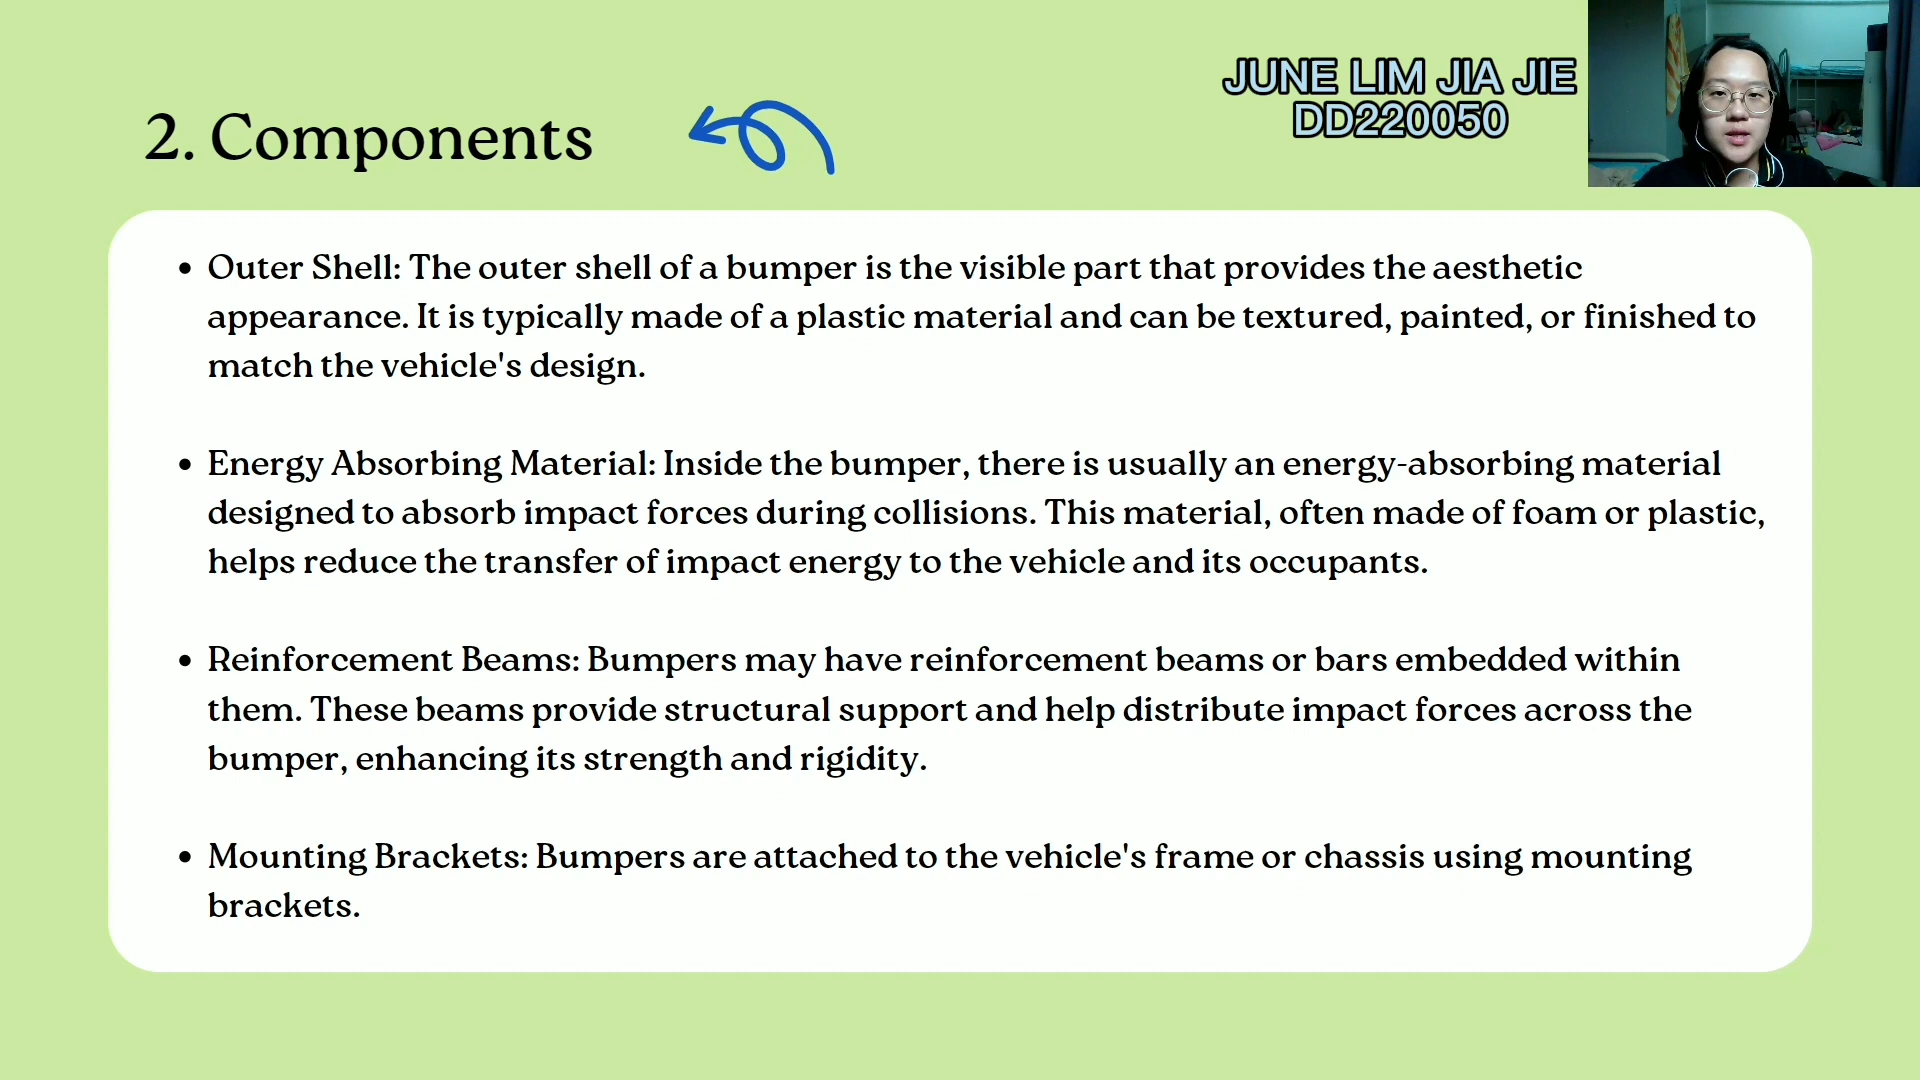 JUNE LIM JIA JIE
DD220050
2. Components
• Outer Shell: The outer shell of a bumper is the visible part that provides the aesthetic
appearance. It is typically made of a plastic material and can be textured, painted, or finished to
match the vehicle's design.
• Energy Absorbing Material: Inside the bumper, there is usually an energy-absorbing material
designed to absorb impact forces during collisions. This material, often made of foam or plastic,
helps reduce the transfer of impact energy to the vehicle and its occupants.
• Reinforcement Beams: Bumpers may have reinforcement beams or bars embedded within
them. These beams provide structural support and help distribute impact forces across the
bumper, enhancing its strength and rigidity.
• Mounting Brackets: Bumpers are attached to the vehicle's frame or chassis using mounting
brackets.